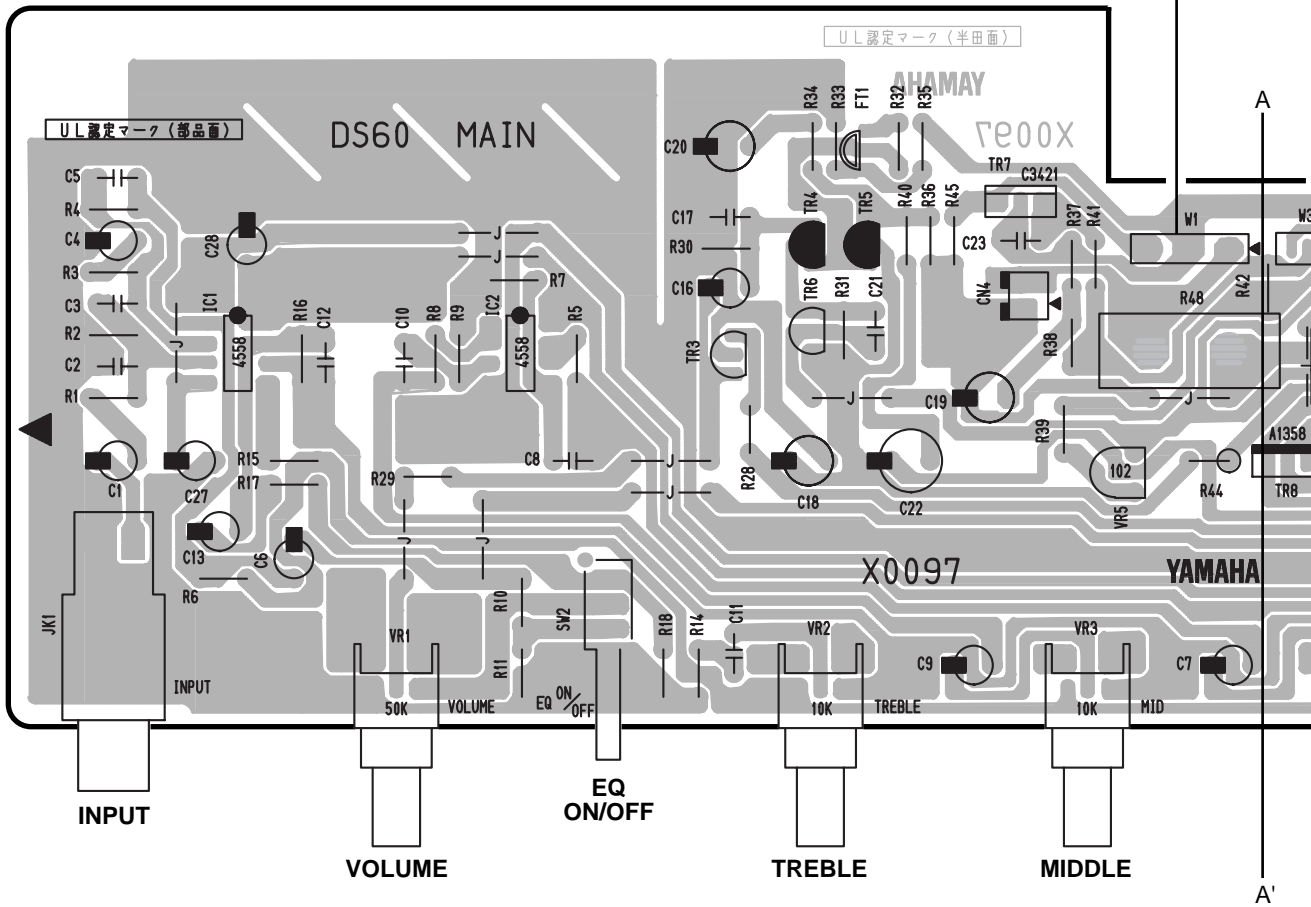 UL認定マーク(半田面)
YAMAHA
A
UL認定マーク(部品面)
DS60 MAIN
X0097
R34
R33
FT1
R32
R35
C20
TR7
C3421
C5
R4
C4
C28
C17
TR4
TR5
R40
R36
R45
R37
R41
W1
W3
J
R30
C23
R3
J
R7
C16
TR6
R31
C21
CN4
R48
R42
C3
IC1
R16
C12
C10
R8
R9
IC2
R5
R2
J
4558
4558
TR3
R38
C2
R1
J
C19
J
R39
A1358
C1
C27
R15
R17
R29
C8
J
J
R28
C18
C22
102
VR5
R44
TR8
C13
C6
J
J
X0097
YAMAHA
R6
JK1
VR1
R10
SW2
R18
R14
C11
VR2
VR3
R11
C9
C7
INPUT
50K
VOLUME
EQ ON/OFF
10K
TREBLE
10K
MID
INPUT
EQ
ON/OFF
VOLUME
TREBLE
MIDDLE
A'